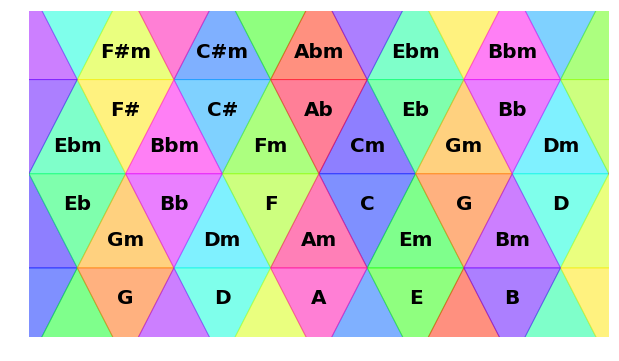 F#m C#m Abm Ebm Bbm
F# C# Ab Eb Bb
Ebm Bbm Fm Cm Gm Dm
Eb Bb F C G D
Gm Dm Am Em Bm
G D A E B